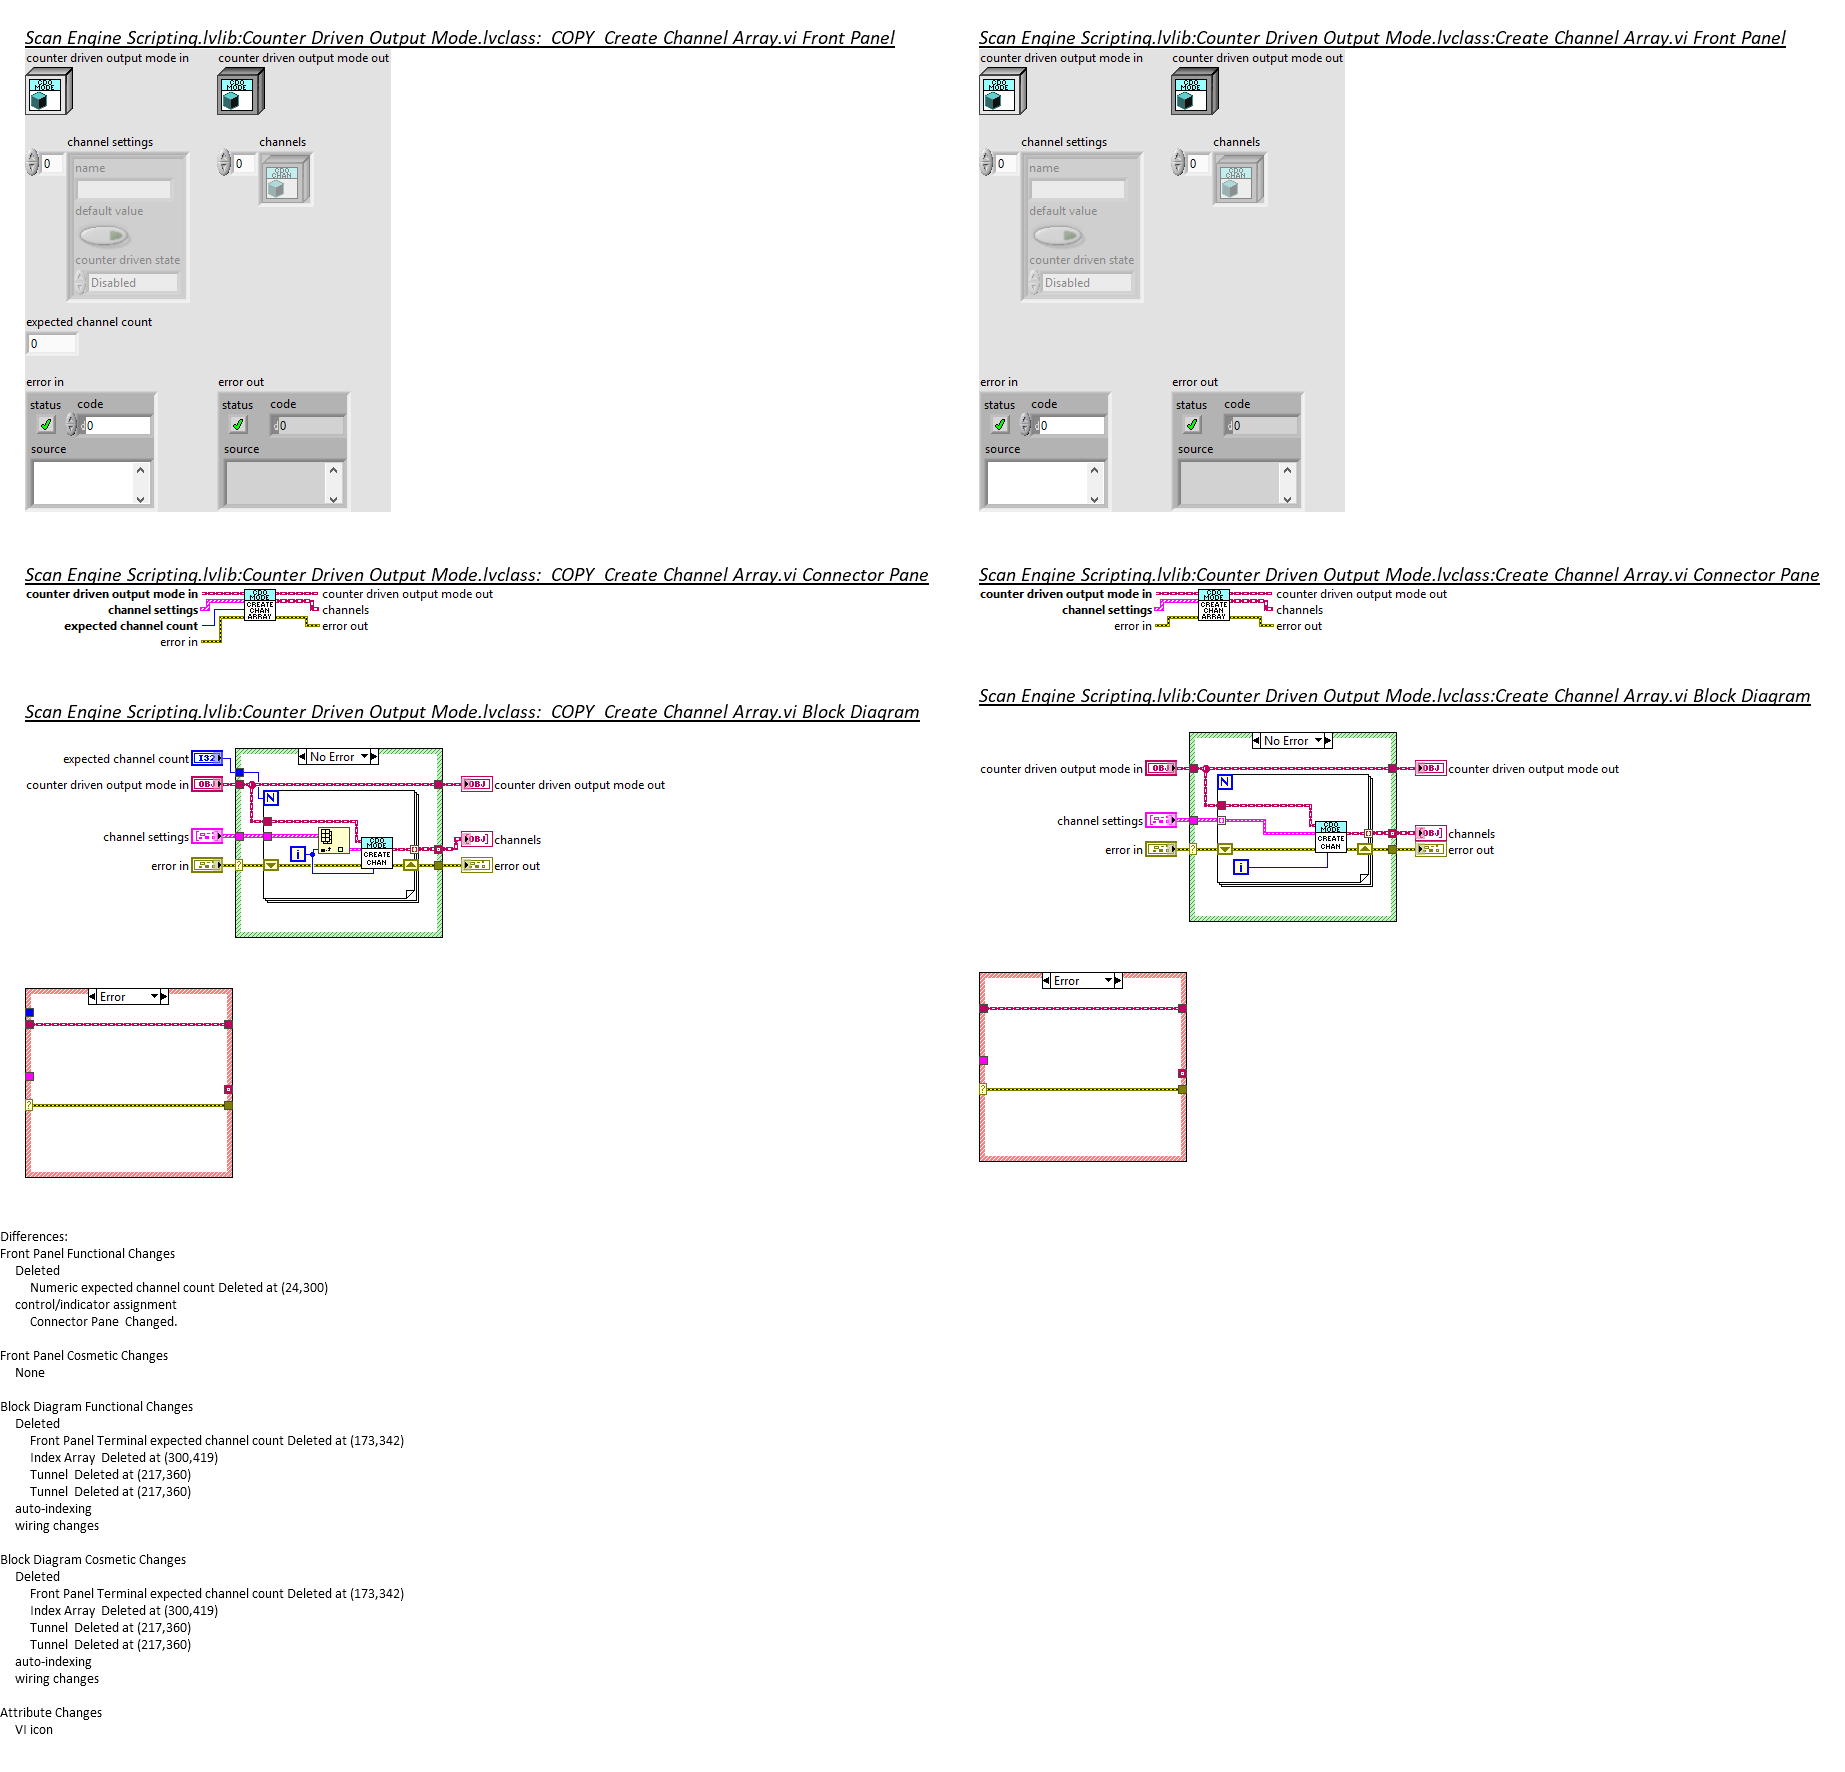 Scan Engine Scripting.lvlib:Counter Driven Output Mode.lvclass:_COPY_Create Channel Array.vi Front Panel
counter driven output mode in
counter driven output mode out
CDO
MODE
CDO
MODE
channel settings
channels
0
0
name
CDO
CHAN
default value
counter driven state
Disabled
expected channel count
0
error in
error out
status
code
status
code
d
0
d
0
source
source
Scan Engine Scripting.lvlib:Counter Driven Output Mode.lvclass:_COPY_Create Channel Array.vi Connector Pane
counter driven output mode in
counter driven output mode out
channel settings
channels
expected channel count
error out
error in
CDO
MODE
CREATE
CHAN
ARRAY
Scan Engine Scripting.lvlib:Counter Driven Output Mode.lvclass:_COPY_Create Channel Array.vi Block Diagram
No Error
expected channel count
I32
counter driven output mode in
OBJ
OBJ
counter driven output mode out
N
channel settings
CDO
MODE
CREATE
CHAN
OBJ
channels
i
error in
?
error out
Error
?
Scan Engine Scripting.lvlib:Counter Driven Output Mode.lvclass:Create Channel Array.vi Front Panel
counter driven output mode in
counter driven output mode out
CDO
MODE
CDO
MODE
channel settings
channels
0
0
name
CDO
CHAN
default value
counter driven state
Disabled
error in
error out
status
code
status
code
d
0
d
0
source
source
Scan Engine Scripting.lvlib:Counter Driven Output Mode.lvclass:Create Channel Array.vi Connector Pane
counter driven output mode in
counter driven output mode out
channel settings
channels
error in
error out
CDO
MODE
CREATE
CHAN
ARRAY
Scan Engine Scripting.lvlib:Counter Driven Output Mode.lvclass:Create Channel Array.vi Block Diagram
No Error
counter driven output mode in
OBJ
OBJ
counter driven output mode out
N
channel settings
CDO
MODE
CREATE
CHAN
OBJ
channels
error in
?
error out
i
Error
?
Differences:
Front Panel Functional Changes
Deleted
Numeric expected channel count Deleted at (24,300)
control/indicator assignment
Connector Pane  Changed.
Front Panel Cosmetic Changes
None
Block Diagram Functional Changes
Deleted
Front Panel Terminal expected channel count Deleted at (173,342)
Index Array  Deleted at (300,419)
Tunnel  Deleted at (217,360)
Tunnel  Deleted at (217,360)
auto-indexing
wiring changes
Block Diagram Cosmetic Changes
Deleted
Front Panel Terminal expected channel count Deleted at (173,342)
Index Array  Deleted at (300,419)
Tunnel  Deleted at (217,360)
Tunnel  Deleted at (217,360)
auto-indexing
wiring changes
Attribute Changes
VI icon